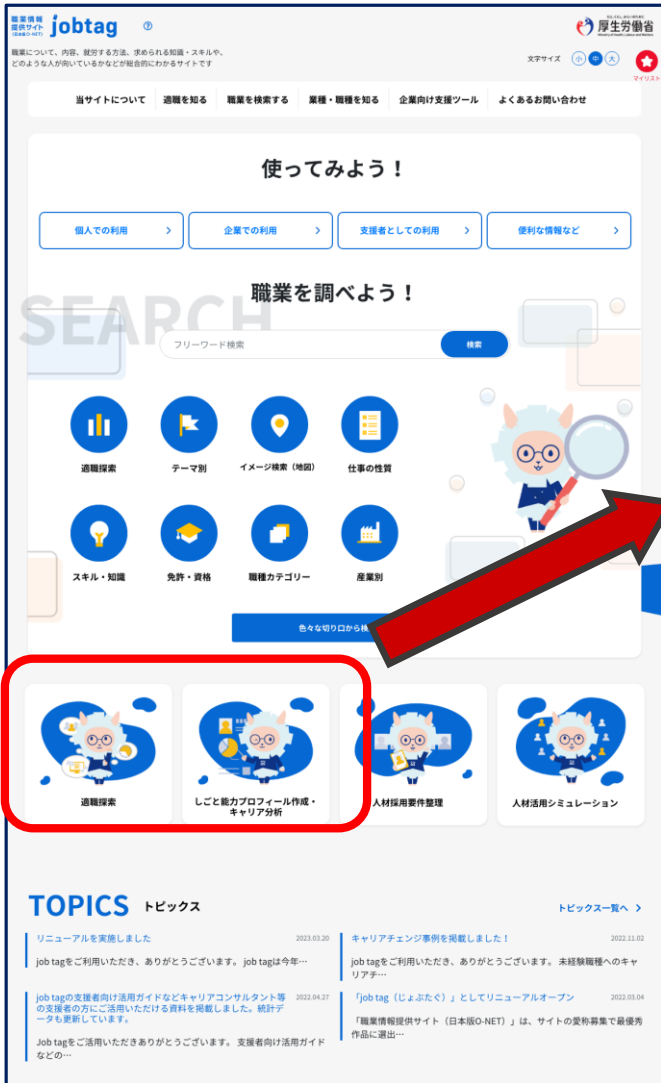 職業情報
提供サイト
(日本版O-NET)
jobtag
?
ひと、くらし、みらいのために
厚生労働省
Ministry of Health, Labour and Welfare
職業について、内容、就労する方法、求められる知識・スキルや、
どのような人が向いているかなどが総合的にわかるサイトです
文字サイズ 小 中 大
マイリスト
当サイトについて 適職を知る 職業を検索する 業種・職種を知る 企業向け支援ツール よくあるお問い合わせ
使ってみよう！
個人での利用 企業での利用 支援者としての利用 便利な情報など
SEARCH
職業を調べよう！
フリーワード検索 検索
適職探索 テーマ別 イメージ検索（地図） 仕事の性質
スキル・知識 免許・資格 職種カテゴリー 産業別
色々な切り口から検
適職探索
しごと能力プロフィール作成・
キャリア分析
人材採用要件整理
人材活用シミュレーション
TOPICS トピックス
トピックス一覧へ
リニューアルを実施しました 2023.03.20
job tagをご利用いただき、ありがとうございます。 job tagは今年…
キャリアチェンジ事例を掲載しました！ 2022.11.02
job tagをご利用いただき、ありがとうございます。 未経験職種へのキャ
リアチ…
job tagの支援者向け活用ガイドなどキャリアコンサルタント等 2022.04.27
の支援者の方にご活用いただける資料を掲載しました。統計デ
ータも更新しています。
Job tagをご活用いただきありがとうございます。 支援者向け活用ガイド
などの…
「job tag（じょぶたぐ）」としてリニューアルオープン 2022.03.04
「職業情報提供サイト（日本版O-NET）」は、サイトの愛称募集で最優秀
作品に選出…